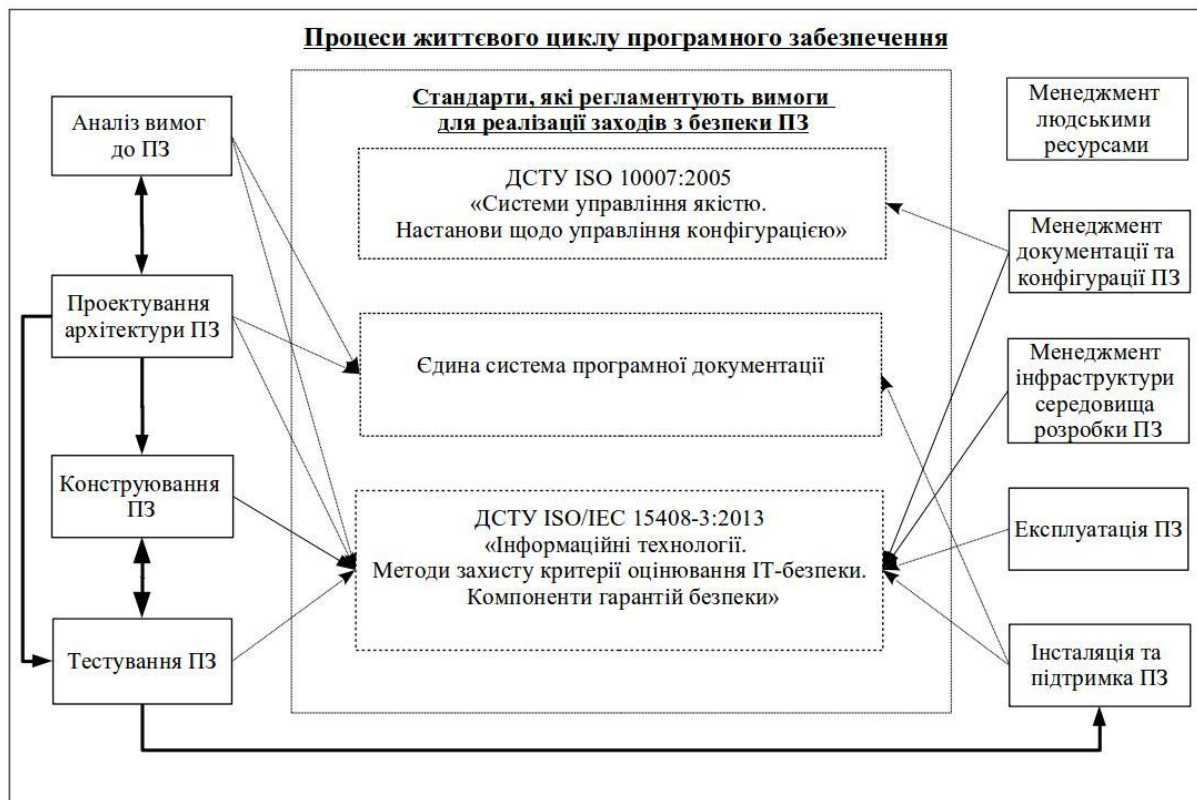 Процеси життєвого циклу програмного забезпечення
Аналіз вимог
до ПЗ
Проектування
архітектури ПЗ
Конструювання
ПЗ
Тестування ПЗ
Стандарти, які регламентують вимоги
для реалізації заходів з безпеки ПЗ
ДСТУ ISO 10007:2005
«Системи управління якістю.
Настанови щодо управління конфігурацією»
Єдина система програмної документації
ДСТУ ISO/IEC 15408-3:2013
«Інформаційні технології.
Методи захисту критерії оцінювання ІТ-безпеки.
Компоненти гарантій безпеки»
Менеджмент
людськими
ресурсами
Менеджмент
документації та
конфігурації ПЗ
Менеджмент
інфраструктури
середовища
розробки ПЗ
Експлуатація ПЗ
Інсталяція та
підтримка ПЗ